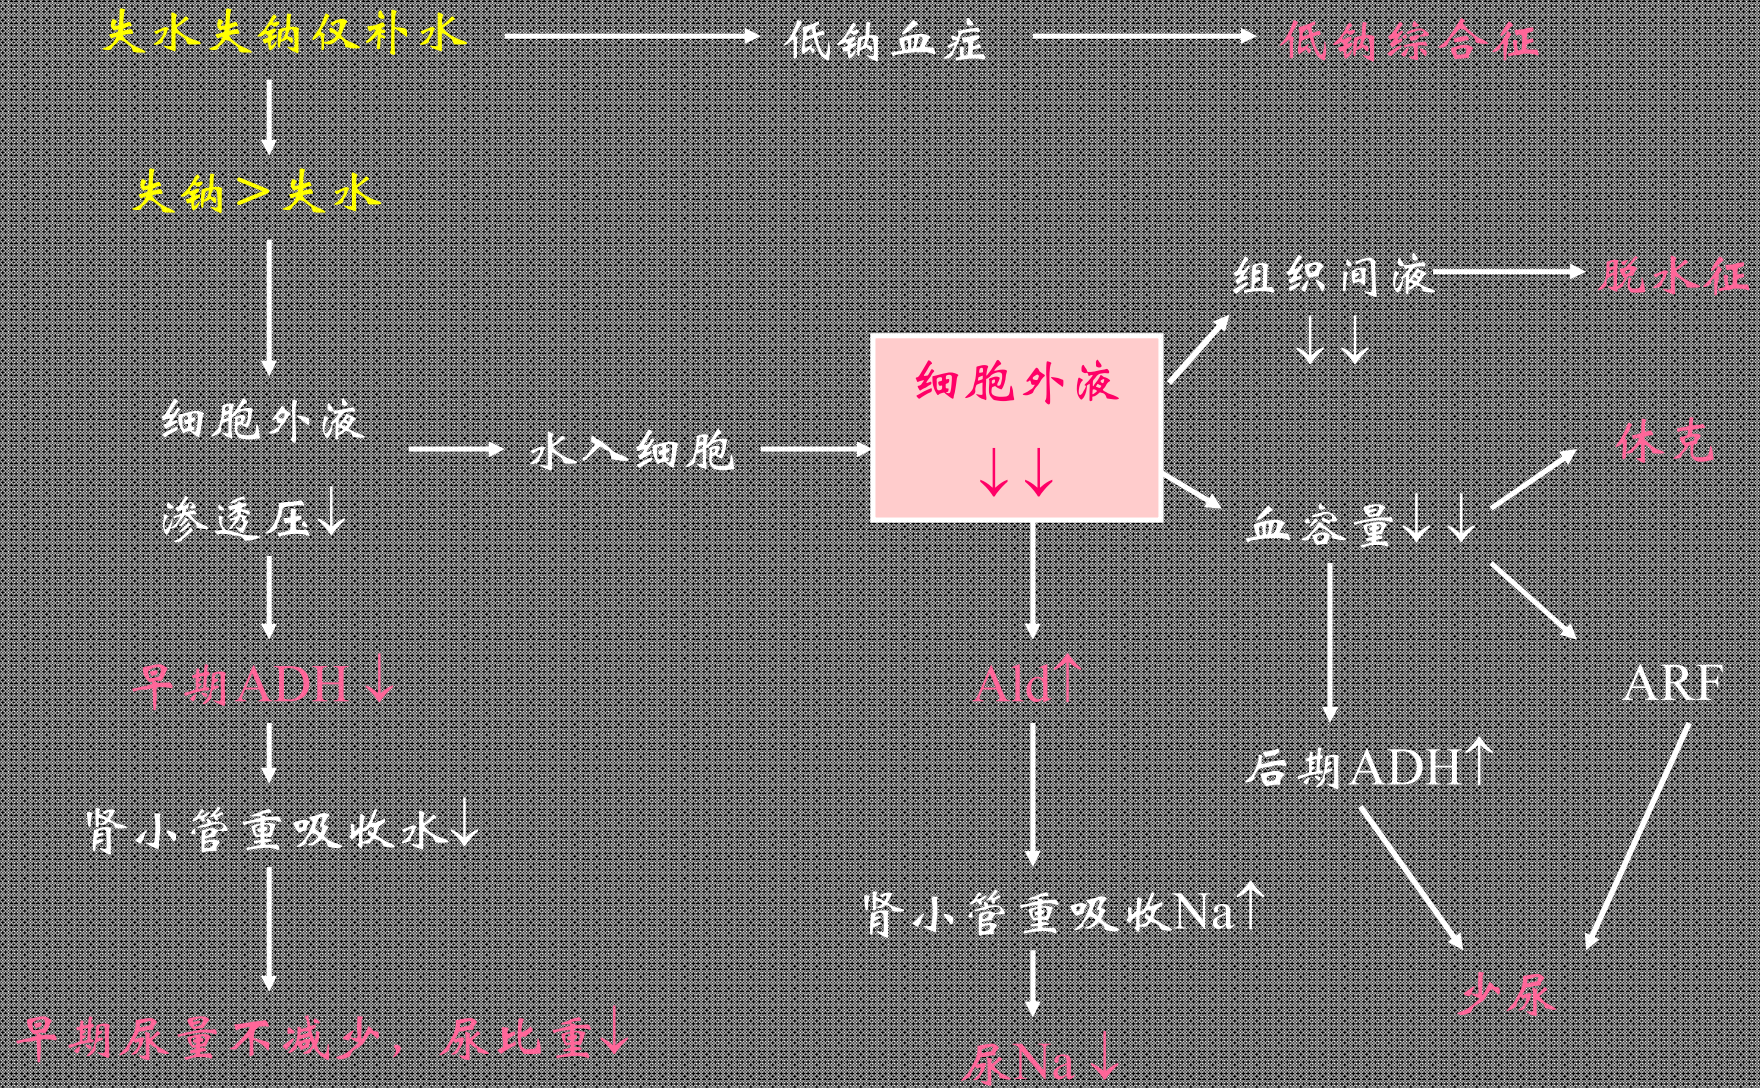 失水失钠仅补水
低钠血症
低钠综合征
失钠＞失水
组织间液
↓↓
脱水征
细胞外液
渗透压↓
水入细胞
细胞外液
↓↓
血容量↓↓
休克
早期ADH↓
Ald↑
ARF
后期ADH↑
肾小管重吸收水↓
肾小管重吸收Na↑
少尿
早期尿量不减少，尿比重↓
尿Na↓